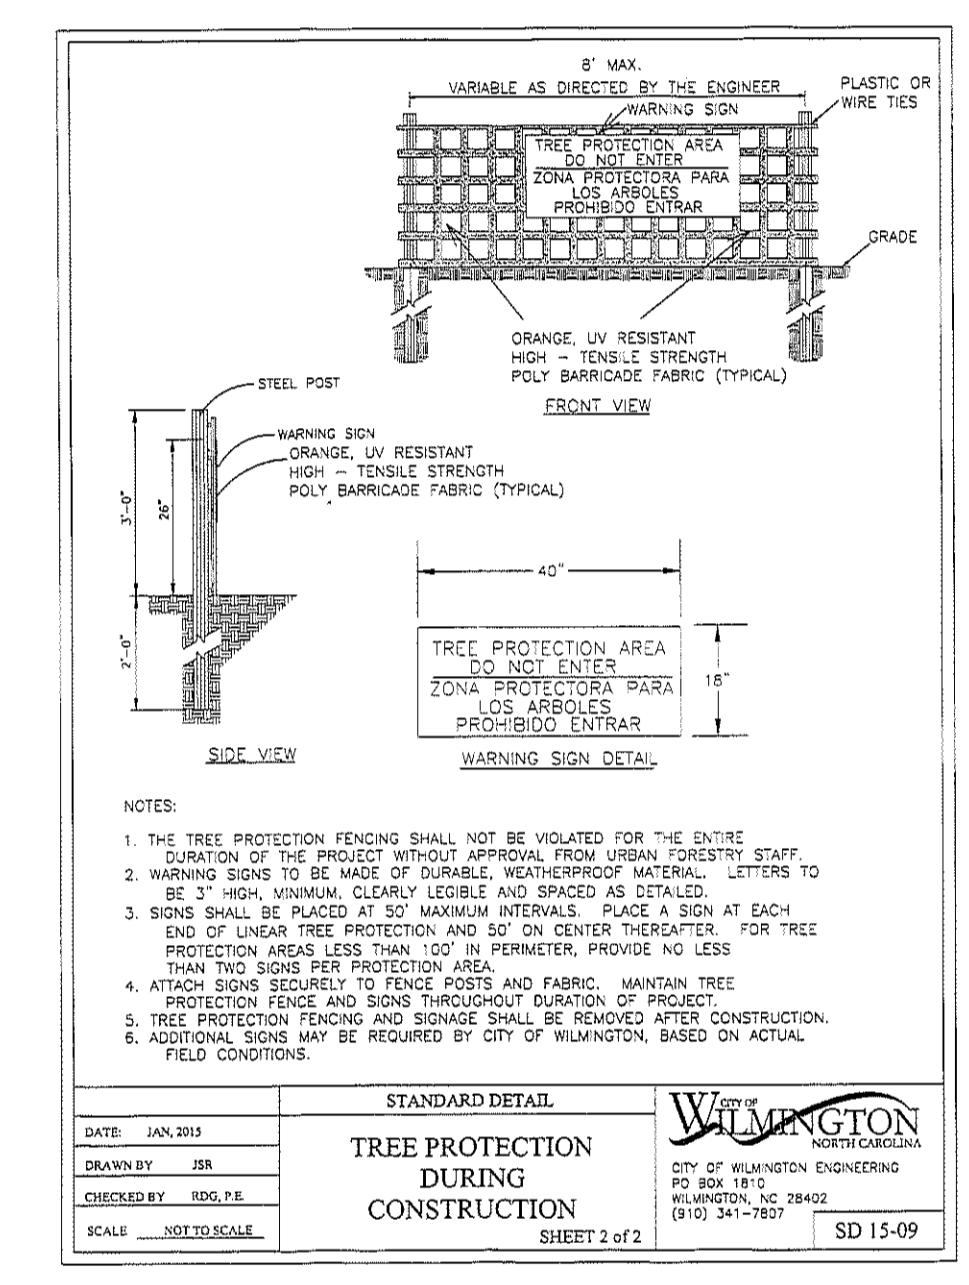 8' MAX.
VARIABLE AS DIRECTED BY THE ENGINEER
WARNING SIGN
PLASTIC OR
WIRE TIES
TREE PROTECTION AREA
DO NOT ENTER
ZONA PROTECTORA PARA
LOS ARBOLES
PROHIBIDO ENTRAR
GRADE
ORANGE, UV RESISTANT
HIGH - TENSILE STRENGTH
POLY BARRICADE FABRIC (TYPICAL)
FRONT VIEW
STEEL POST
WARNING SIGN
ORANGE, UV RESISTANT
HIGH - TENSILE STRENGTH
POLY BARRICADE FABRIC (TYPICAL)
3'-0"
26"
2'-0"
SIDE VIEW
40"
TREE PROTECTION AREA
DO NOT ENTER
ZONA PROTECTORA PARA
LOS ARBOLES
PROHIBIDO ENTRAR
18"
WARNING SIGN DETAIL
NOTES:
1. THE TREE PROTECTION FENCING SHALL NOT BE VIOLATED FOR THE ENTIRE
DURATION OF THE PROJECT WITHOUT APPROVAL FROM URBAN FORESTRY STAFF.
2. WARNING SIGNS TO BE MADE OF DURABLE, WEATHERPROOF MATERIAL. LETTERS TO
BE 3" HIGH, MINIMUM, CLEARLY LEGIBLE AND SPACED AS DETAILED.
3. SIGNS SHALL BE PLACED AT 50' MAXIMUM INTERVALS. PLACE A SIGN AT EACH
END OF LINEAR TREE PROTECTION AND 50' ON CENTER THEREAFTER. FOR TREE
PROTECTION AREAS LESS THAN 100' IN PERIMETER, PROVIDE NO LESS
THAN TWO SIGNS PER PROTECTION AREA.
4. ATTACH SIGNS SECURELY TO FENCE POSTS AND FABRIC. MAINTAIN TREE
PROTECTION FENCE AND SIGNS THROUGHOUT DURATION OF PROJECT.
5. TREE PROTECTION FENCING AND SIGNAGE SHALL BE REMOVED AFTER CONSTRUCTION.
6. ADDITIONAL SIGNS MAY BE REQUIRED BY CITY OF WILMINGTON, BASED ON ACTUAL
FIELD CONDITIONS.
DATE: JAN, 2015
DRAWN BY JSR
CHECKED BY RDG, P.E.
SCALE NOT TO SCALE
STANDARD DETAIL
TREE PROTECTION
DURING
CONSTRUCTION
SHEET 2 of 2
CITY OF
WILMINGTON
NORTH CAROLINA
CITY OF WILMINGTON ENGINEERING
PO BOX 1810
WILMINGTON, NC 28402
(910) 341-7807
SD 15-09